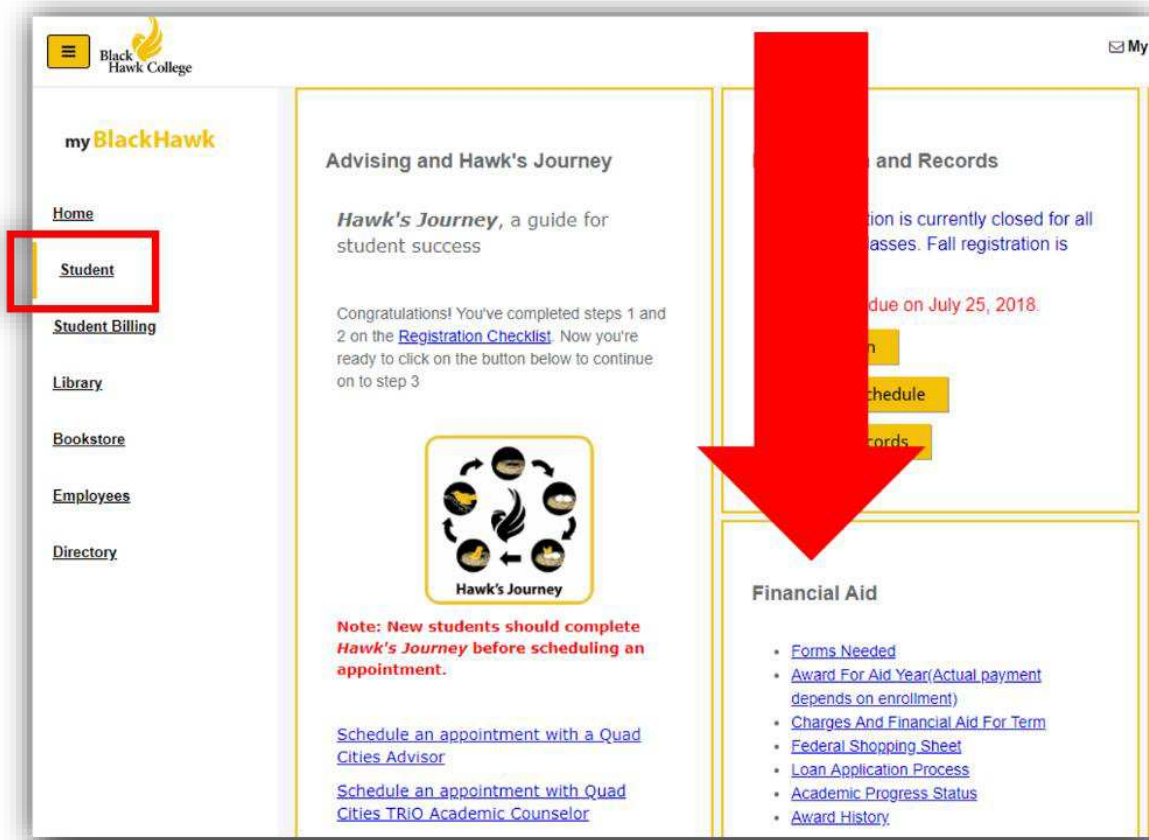 Black
Hawk College
My
my BlackHawk
Home
Student
Student Billing
Library
Bookstore
Employees
Directory
Advising and Hawk's Journey
Hawk's Journey, a guide for
student success
Congratulations! You've completed steps 1 and
2 on the Registration Checklist. Now you're
ready to click on the button below to continue
on to step 3
Hawk's Journey
Note: New students should complete
Hawk's Journey before scheduling an
appointment.
Schedule an appointment with a Quad
Cities Advisor
Schedule an appointment with Quad
Cities TRiO Academic Counselor
and Records
is currently closed for all
Fall registration is
due on July 25, 2018.
Financial Aid
Forms Needed
Award For Aid Year(Actual payment
depends on enrollment)
Charges And Financial Aid For Term
Federal Shopping Sheet
Loan Application Process
Academic Progress Status
Award History